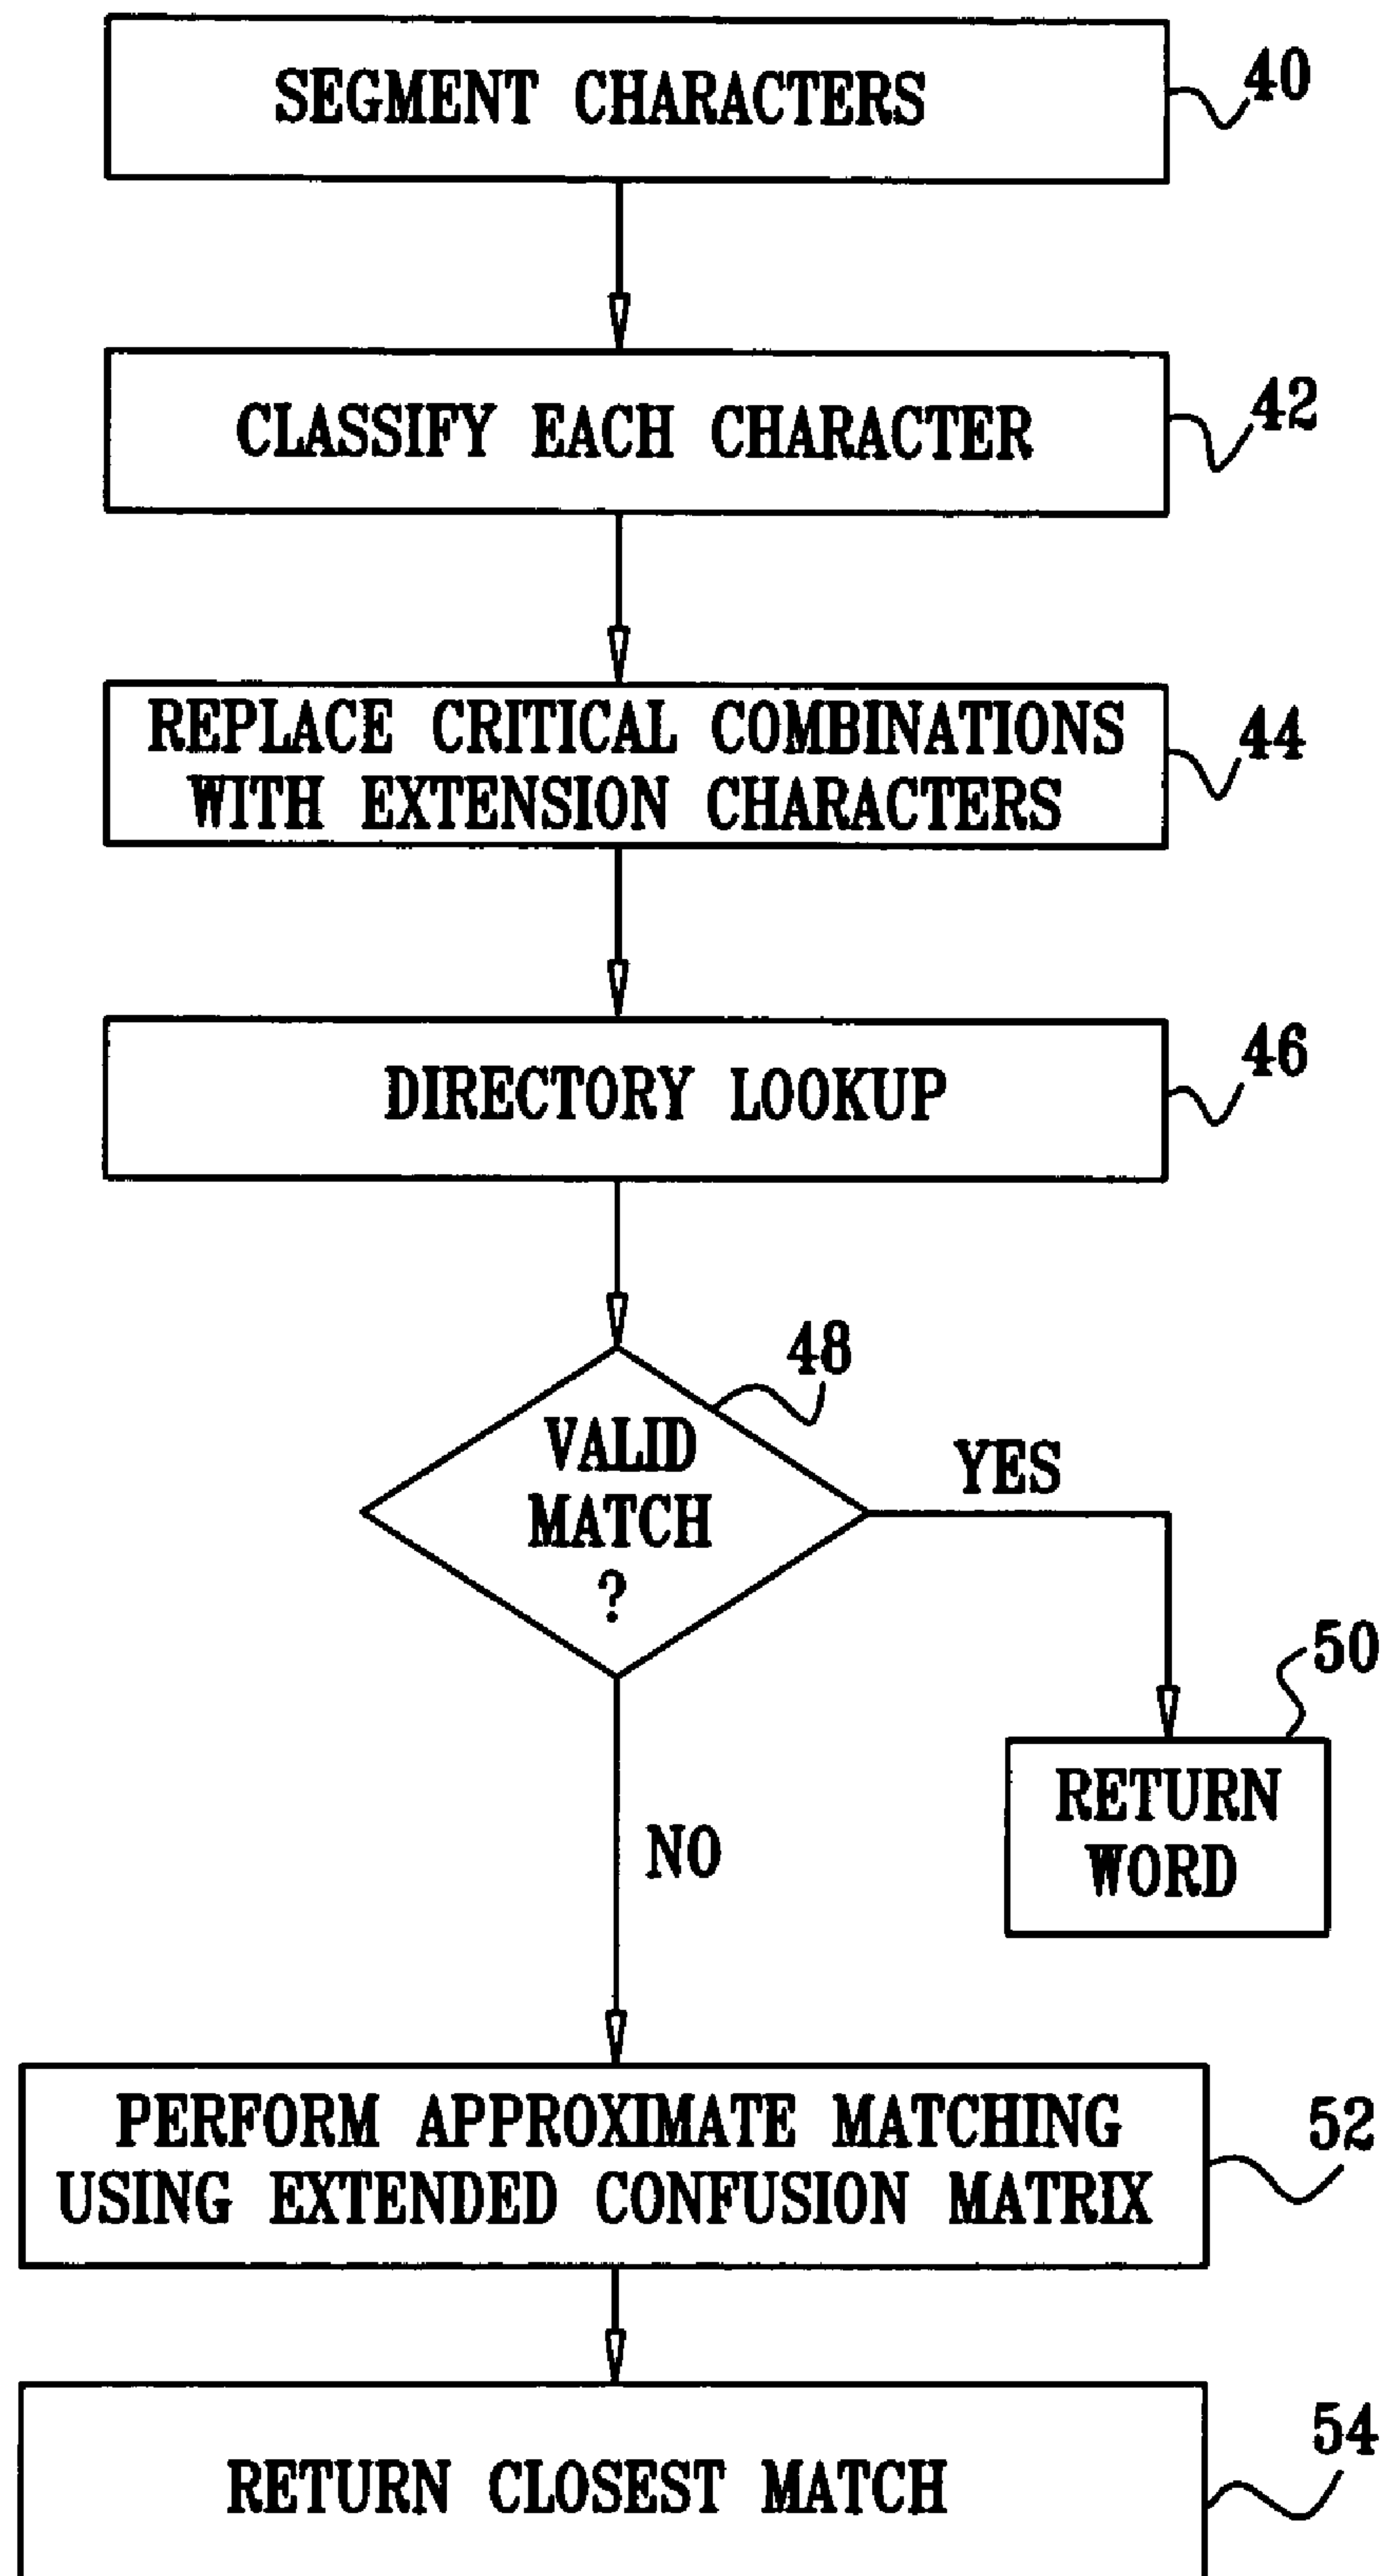 SEGMENT CHARACTERS
40
CLASSIFY EACH CHARACTER
42
REPLACE CRITICAL COMBINATIONS
WITH EXTENSION CHARACTERS
44
DIRECTORY LOOKUP
46
48
VALID
MATCH
?
YES
50
RETURN
WORD
NO
PERFORM APPROXIMATE MATCHING
USING EXTENDED CONFUSION MATRIX
52
RETURN CLOSEST MATCH
54